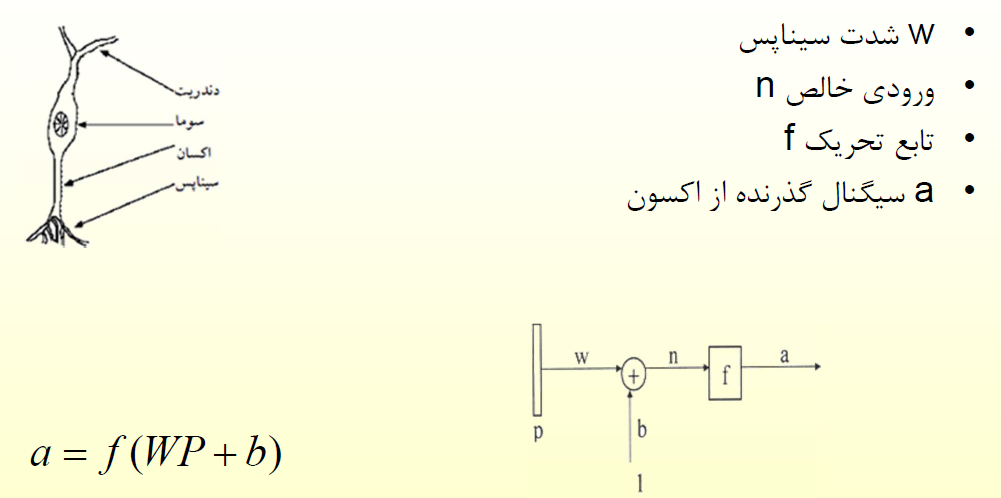 • w شدت سیناپس
• ورودی خالص n
• تابع تحریک f
• a سیگنال گذرنده از اکسون
دندریت
سوما
اکسان
سیناپس
w
n
a
+
f
p
b
1
a = f(WP + b)